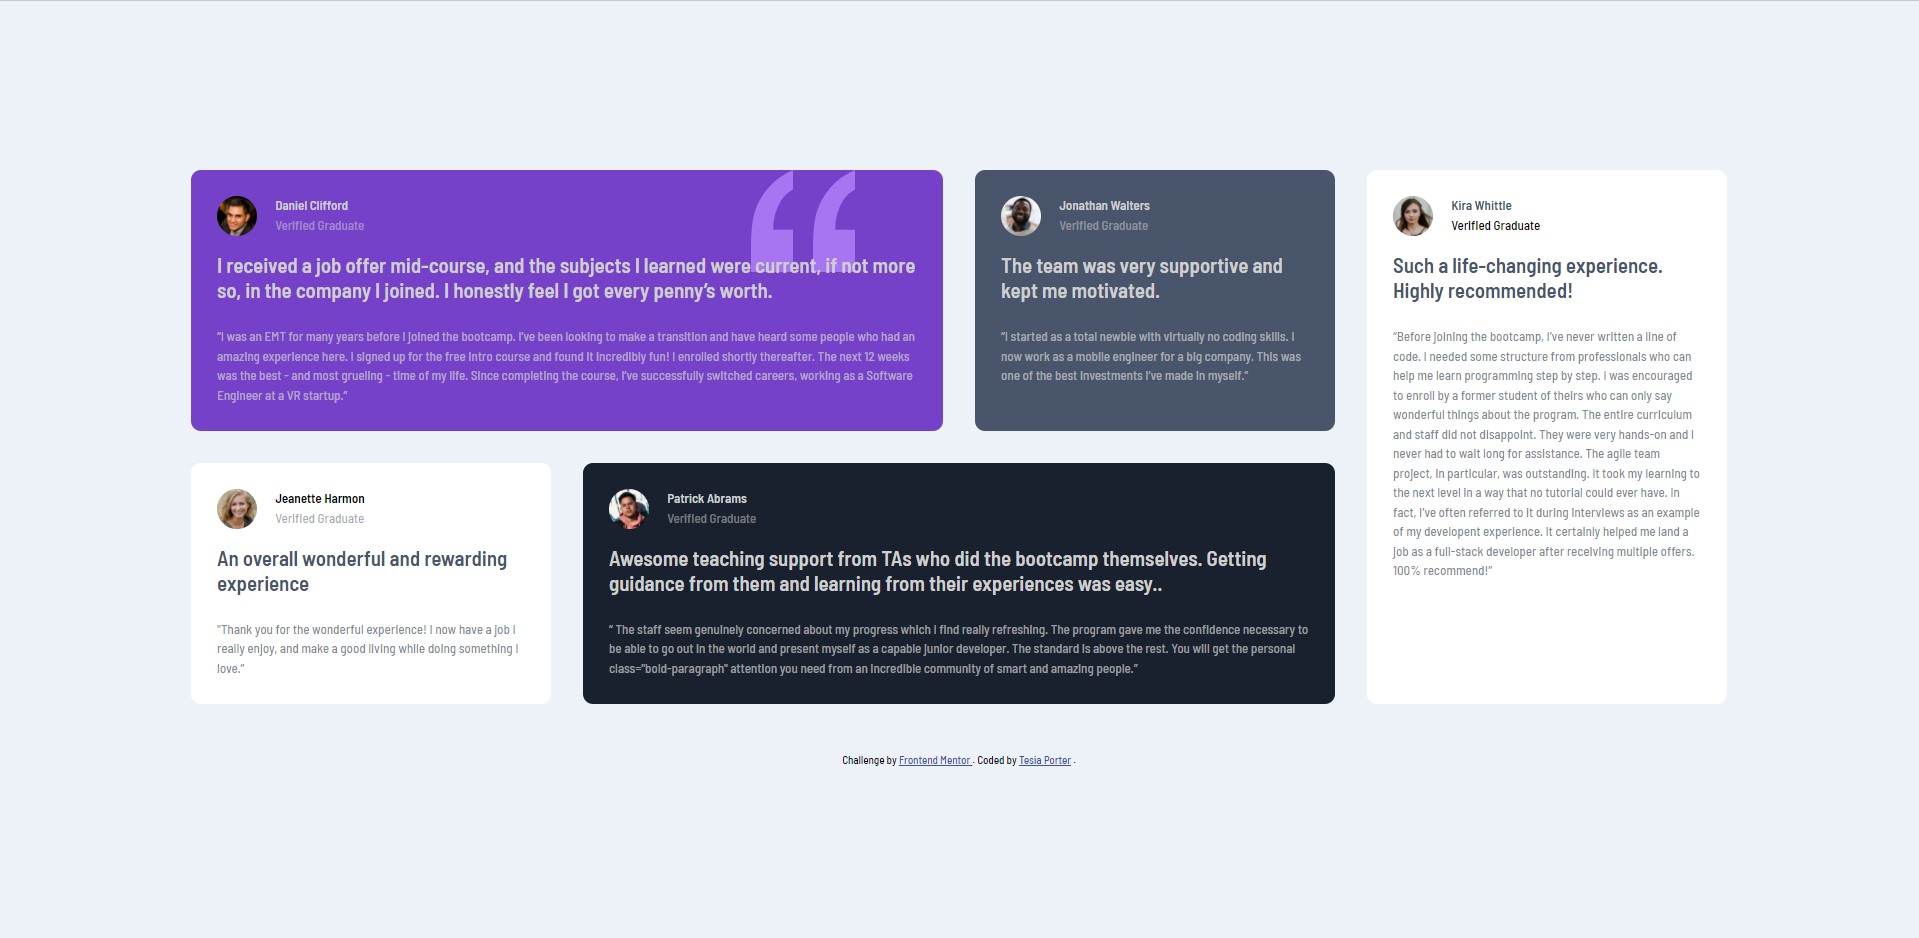 Daniel Clifford
Verified Graduate
I received a job offer mid-course, and the subjects I learned were current, if not more
so, in the company I joined. I honestly feel I got every penny’s worth.
“I was an EMT for many years before I joined the bootcamp. I’ve been looking to make a transition and have heard some people who had an
amazing experience here. I signed up for the free intro course and found it incredibly fun! I enrolled shortly thereafter. The next 12 weeks
was the best - and most grueling - time of my life. Since completing the course, I’ve successfully switched careers, working as a Software
Engineer at a VR startup.”
Jonathan Walters
Verified Graduate
The team was very supportive and
kept me motivated.
“I started as a total newbie with virtually no coding skills. I
now work as a mobile engineer for a big company. This was
one of the best investments I’ve made in myself.”
Kira Whittle
Verified Graduate
Such a life-changing experience.
Highly recommended!
“Before joining the bootcamp, I’ve never written a line of
code. I needed some structure from professionals who can
help me learn programming step by step. I was encouraged
to enroll by a former student of theirs who can only say
wonderful things about the program. The entire curriculum
and staff did not disappoint. They were very hands-on and I
never had to wait long for assistance. The agile team
project, in particular, was outstanding. It took my learning to
the next level in a way that no tutorial could ever have. In
fact, I’ve often referred to it during interviews as an example
of my developent experience. It certainly helped me land a
job as a full-stack developer after receiving multiple offers.
100% recommend!”
Jeanette Harmon
Verified Graduate
An overall wonderful and rewarding
experience
"Thank you for the wonderful experience! I now have a job I
really enjoy, and make a good living while doing something I
love.”
Patrick Abrams
Verified Graduate
Awesome teaching support from TAs who did the bootcamp themselves. Getting
guidance from them and learning from their experiences was easy..
“ The staff seem genuinely concerned about my progress which I find really refreshing. The program gave me the confidence necessary to
be able to go out in the world and present myself as a capable junior developer. The standard is above the rest. You will get the personal
class="bold-paragraph" attention you need from an incredible community of smart and amazing people.”
Challenge by Frontend Mentor . Coded by Tesia Porter .